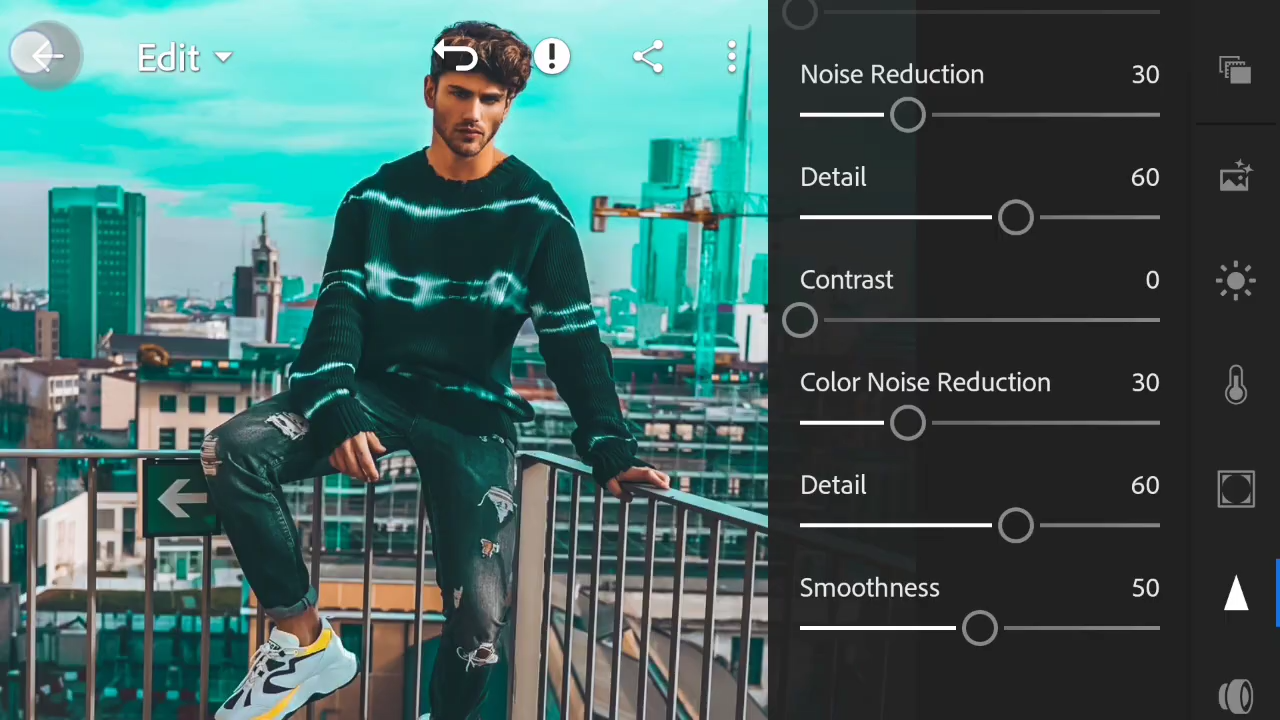 Edit
Noise Reduction 30
Detail 60
Contrast 0
Color Noise Reduction 30
Detail 60
Smoothness 50